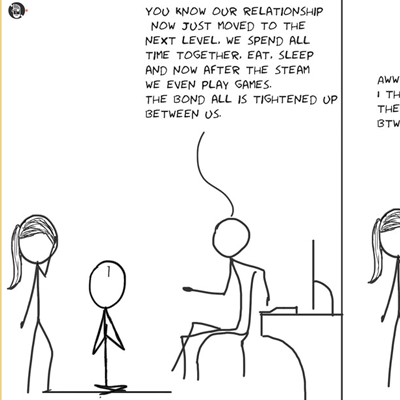 YOU KNOW OUR RELATIONSHIP
NOW JUST MOVED TO THE
NEXT LEVEL. WE SPEND ALL
TIME TOGETHER. EAT, SLEEP
AND NOW AFTER THE STEAM
WE EVEN PLAY GAMES.
THE BOND ALL IS TIGHTENED UP
BETWEEN US.
AWW
I TH
THE
BTW